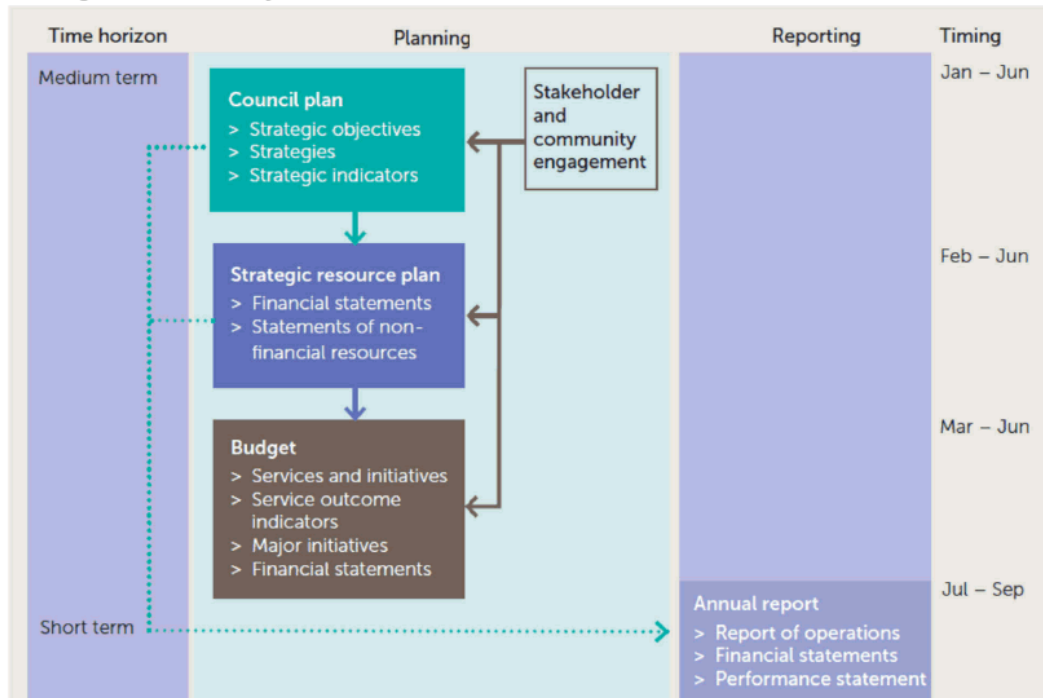 Time horizon
Planning
Reporting
Timing
Medium term
Jan – Jun
Council plan
> Strategic objectives
> Strategies
> Strategic indicators
Stakeholder
and
community
engagement
Feb – Jun
Strategic resource plan
> Financial statements
> Statements of non-
financial resources
Mar – Jun
Budget
> Services and initiatives
> Service outcome
indicators
> Major initiatives
> Financial statements
Jul – Sep
Short term
Annual report
> Report of operations
> Financial statements
> Performance statement